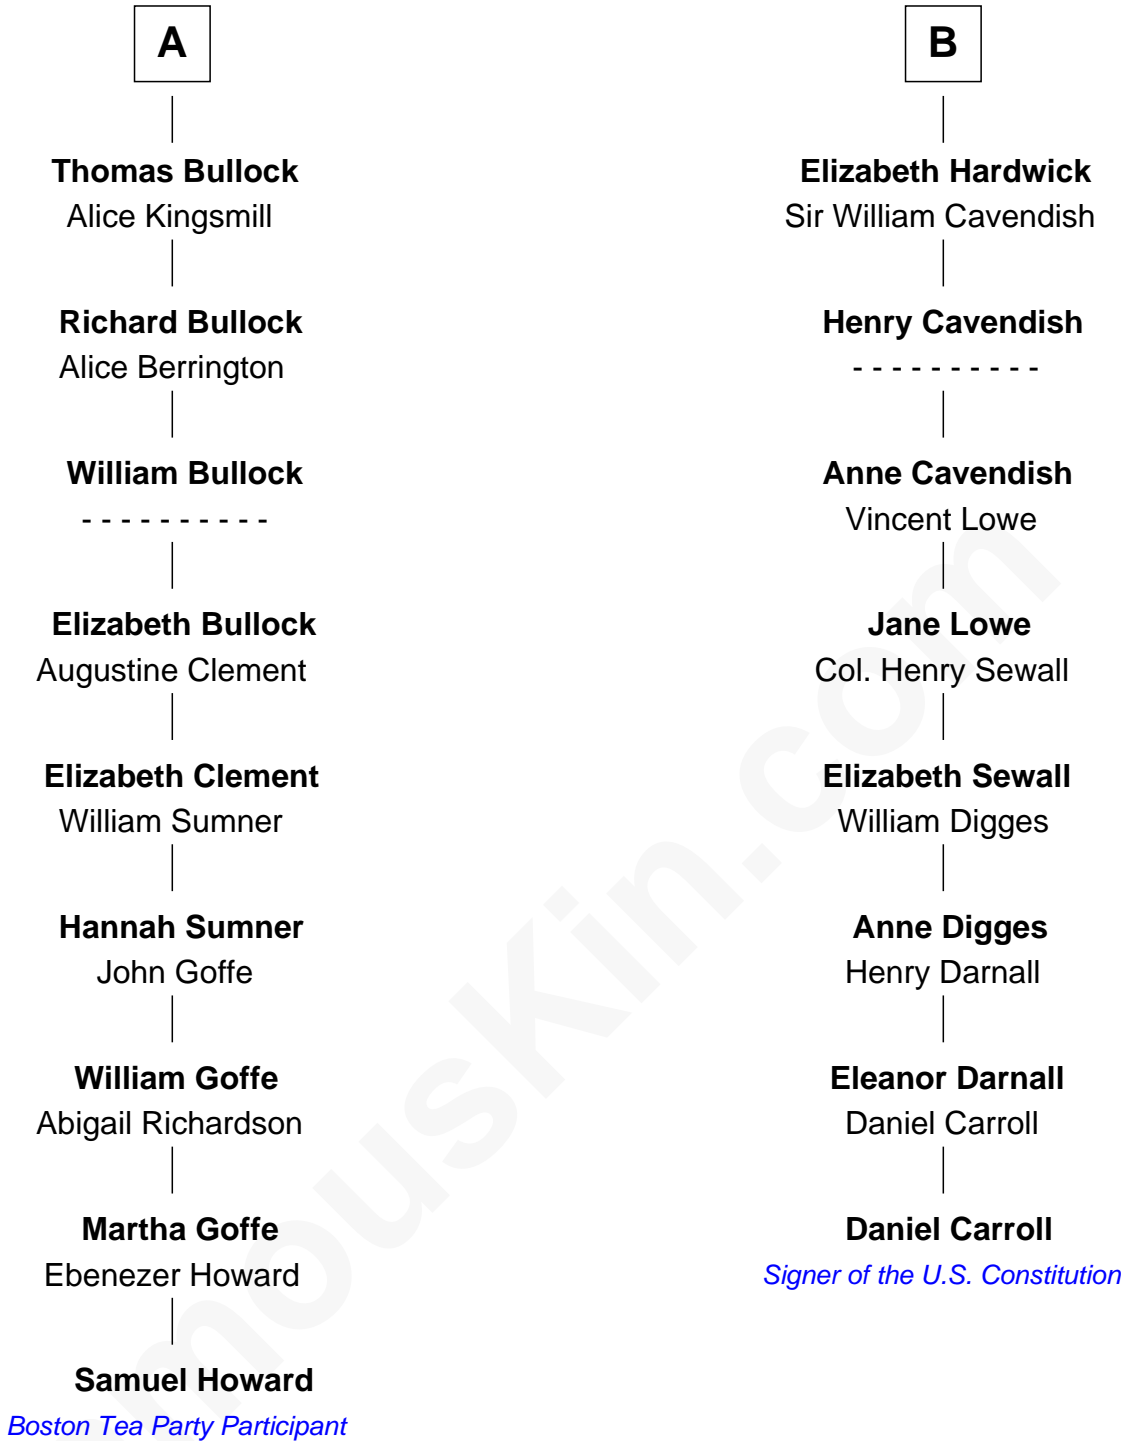 A
Thomas Bullock
Alice Kingsmill
Richard Bullock
Alice Berrington
William Bullock
- - - - - - - - - -
Elizabeth Bullock
Augustine Clement
Elizabeth Clement
William Sumner
Hannah Sumner
John Goffe
William Goffe
Abigail Richardson
Martha Goffe
Ebenezer Howard
Samuel Howard
Boston Tea Party Participant
B
Elizabeth Hardwick
Sir William Cavendish
Henry Cavendish
- - - - - - - - - -
Anne Cavendish
Vincent Lowe
Jane Lowe
Col. Henry Sewall
Elizabeth Sewall
William Digges
Anne Digges
Henry Darnall
Eleanor Darnall
Daniel Carroll
Daniel Carroll
Signer of the U.S. Constitution
mouskin.com